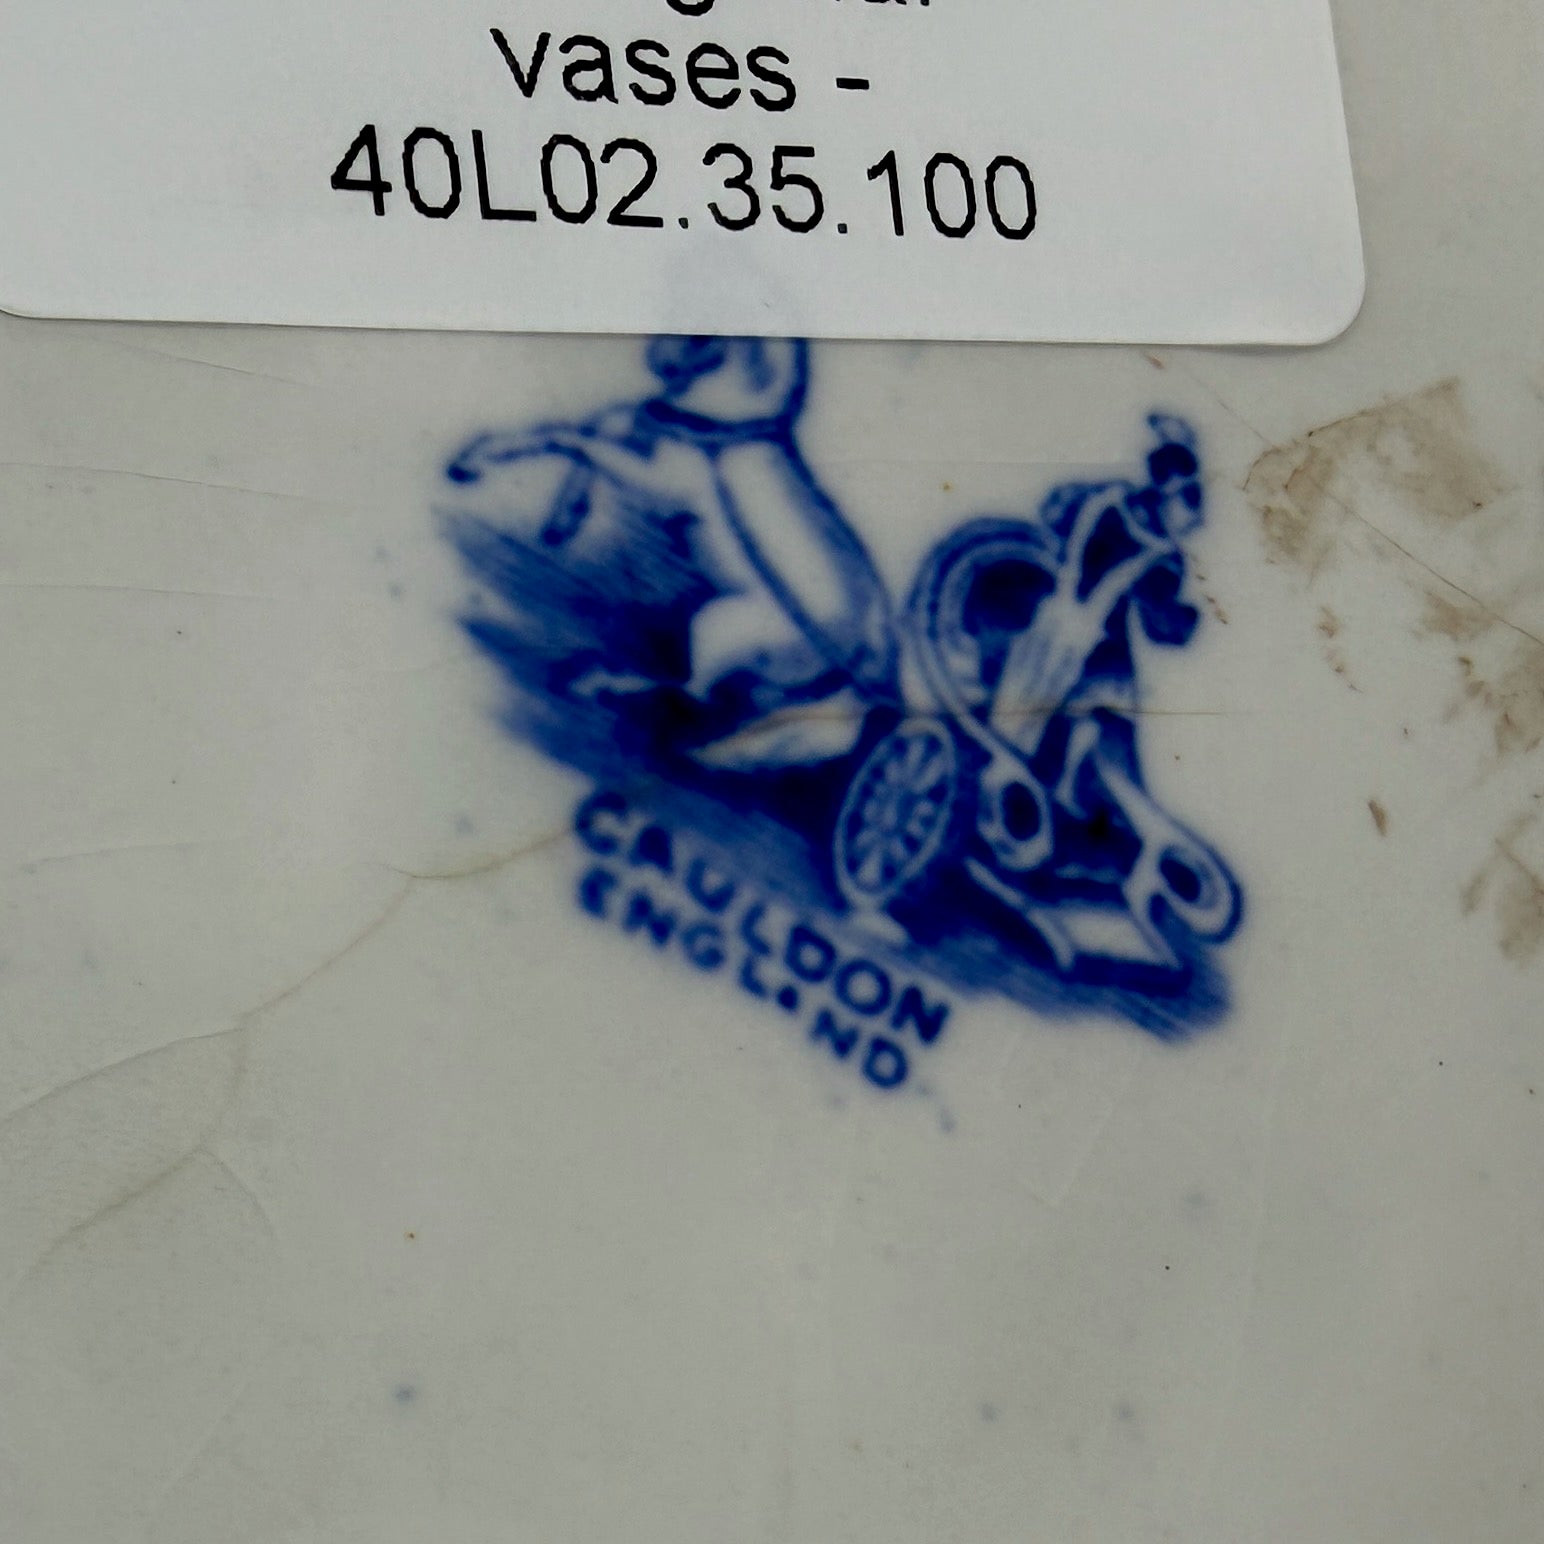 vases -
40L02.35.100
CAULDON
ENGLAND